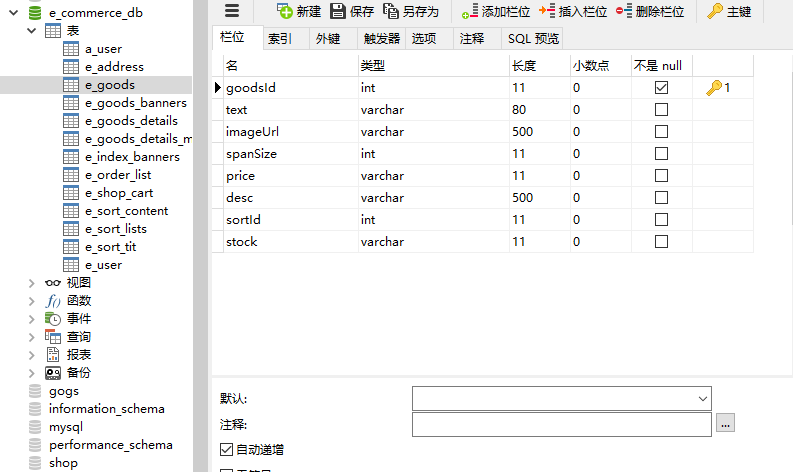 e_commerce_db
表
a_user
e_address
e_goods
e_goods_banners
e_goods_details
e_goods_details_m
e_index_banners
e_order_list
e_shop_cart
e_sort_content
e_sort_lists
e_sort_tit
e_user
视图
函数
事件
查询
报表
备份
gogs
information_schema
mysql
performance_schema
shop
新建 保存 另存为 添加栏位 插入栏位 删除栏位 主键
栏位 索引 外键 触发器 选项 注释 SQL 预览
名 类型 长度 小数点 不是 null
goodsId int 11 0 1
text varchar 80 0
imageUrl varchar 500 0
spanSize int 11 0
price varchar 11 0
desc varchar 500 0
sortId int 11 0
stock varchar 11 0
默认:
注释:
...
自动递增